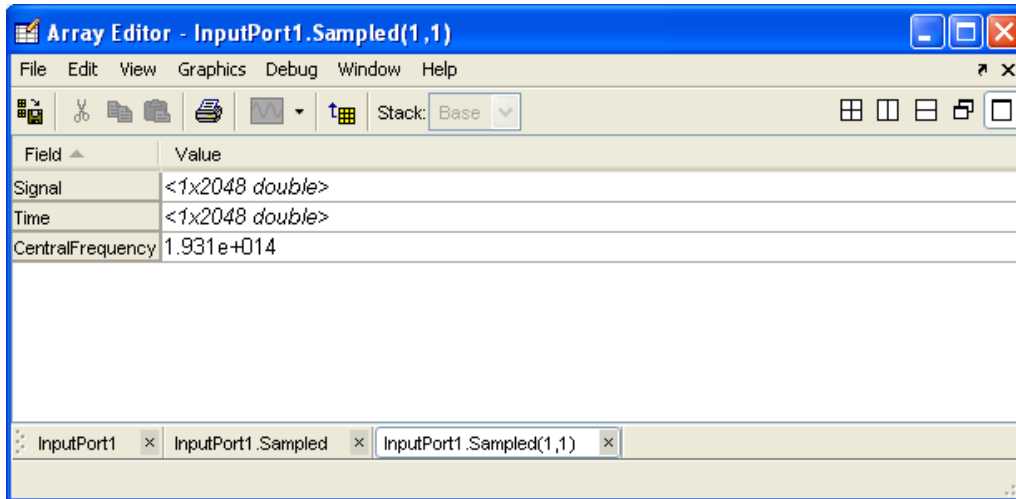 Array Editor - InputPort1.Sampled(1,1)
File Edit View Graphics Debug Window Help
Stack: Base
Field Value
Signal <1x2048 double>
Time <1x2048 double>
CentralFrequency 1.931e+014
InputPort1 InputPort1.Sampled InputPort1.Sampled(1,1)